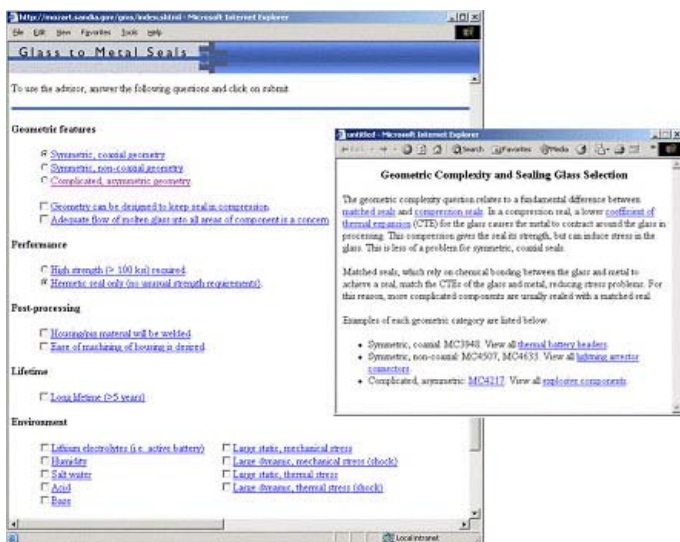 http://mozart.sandia.gov/gms/index.shtml - Microsoft Internet Explorer
File Edit View Favorites Tools Help
Glass to Metal Seals
To use the advisor, answer the following questions and click on submit
Geometric features
Symmetric, coaxial geometry
Symmetric, non-coaxial geometry
Complicated, asymmetric geometry
Geometry can be designed to keep seal in compression
Adequate flow of molten glass into all areas of component is a concern
Performance
High strength (> 100 ksi) required
Hermetic seal only (no unusual strength requirements)
Post-processing
Housing/pin material will be welded
Ease of machining of housing is desired
Lifetime
Long lifetime (>5 years)
Environment
Lithium electrolytes (i.e. active battery)
Humidity
Salt water
Acid
Base
Large static, mechanical stress
Large dynamic, mechanical stress (shock)
Large static, thermal stress
Large dynamic, thermal stress (shock)
Local intranet
untitled - Microsoft Internet Explorer
Search Favorites Media
Geometric Complexity and Sealing Glass Selection
The geometric complexity question relates to a fundamental difference between
matched seals and compression seals. In a compression seal, a lower coefficient of
thermal expansion (CTE) for the glass causes the metal to contract around the glass in
processing. This compression gives the seal its strength, but can induce stress in the
glass. This is less of a problem for symmetric, coaxial seals.
Matched seals, which rely on chemical bonding between the glass and metal to
achieve a seal, match the CTEs of the glass and metal, reducing stress problems. For
this reason, more complicated components are usually sealed with a matched seal.
Examples of each geometric category are listed below.
Symmetric, coaxial: MC3948. View all thermal battery headers.
Symmetric, non-coaxial: MC4507, MC4633. View all lightning arrestor
connectors.
Complicated, asymmetric: MC4217. View all explosive components.